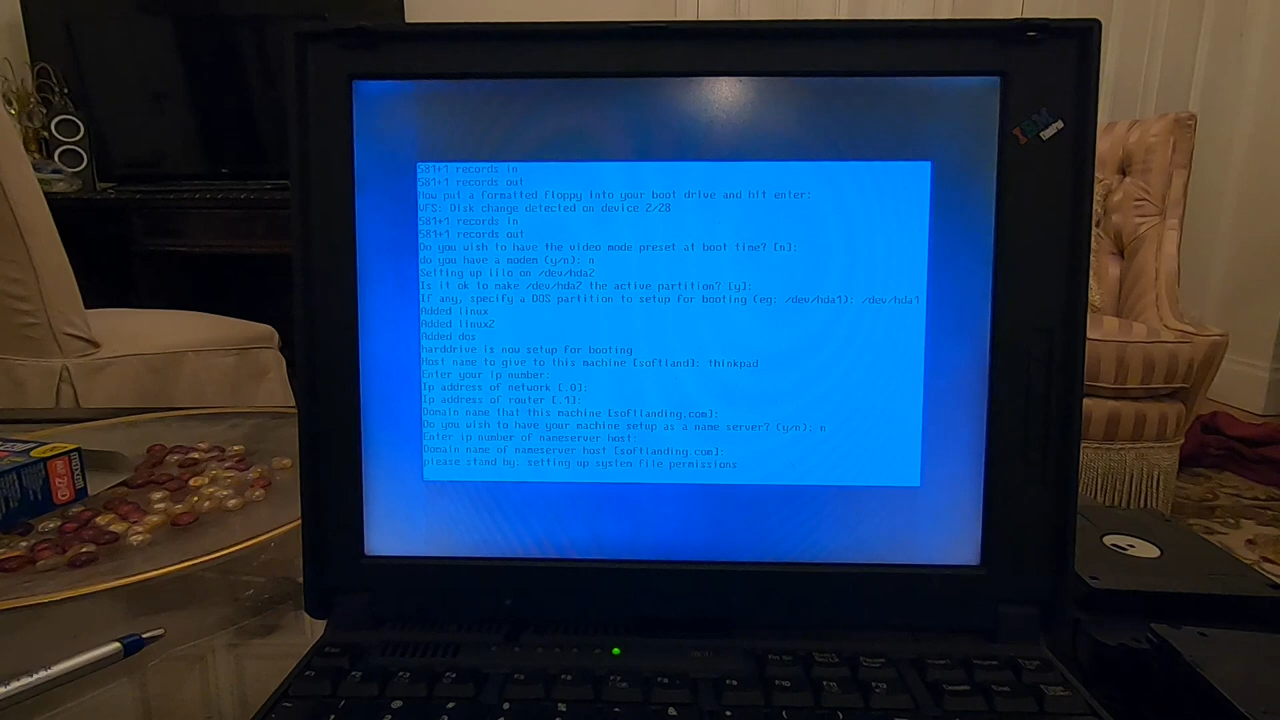 581+1 records in
581+1 records out
Now put a formatted floppy into your boot drive and hit enter:
VFS: Disk change detected on device 2/28
581+1 records in
581+1 records out
Do you wish to have the video mode preset at boot time? [n]:
do you have a modem (y/n): n
Setting up lilo on /dev/hda2
Is it ok to make /dev/hda2 the active partition? [y]:
If any, specify a DOS partition to setup for booting (eg: /dev/hda1): /dev/hda1
Added linux
Added linux2
Added dos
harddrive is now setup for booting
Host name to give to this machine [softland]: thinkpad
Enter your ip number:
Ip address of network [.0]:
Ip address of router [.1]:
Domain name that this machine [softlanding.com]:
Do you wish to have your machine setup as a name server? (y/n): n
Enter ip number of nameserver host:
Domain name of nameserver host [softlanding.com]:
please stand by. setting up system file permissions
IBM
ThinkPad
maxell
MF 2HD